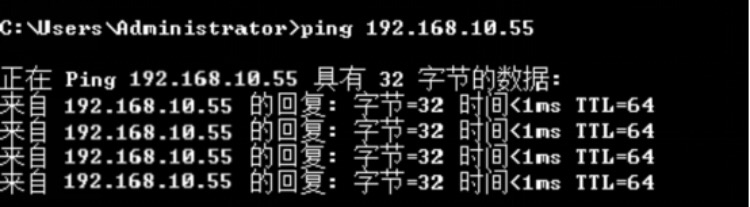 C:\Users\Administrator>ping 192.168.10.55
正在 Ping 192.168.10.55 具有 32 字节的数据:
来自 192.168.10.55 的回复: 字节=32 时间<1ms TTL=64
来自 192.168.10.55 的回复: 字节=32 时间<1ms TTL=64
来自 192.168.10.55 的回复: 字节=32 时间<1ms TTL=64
来自 192.168.10.55 的回复: 字节=32 时间<1ms TTL=64